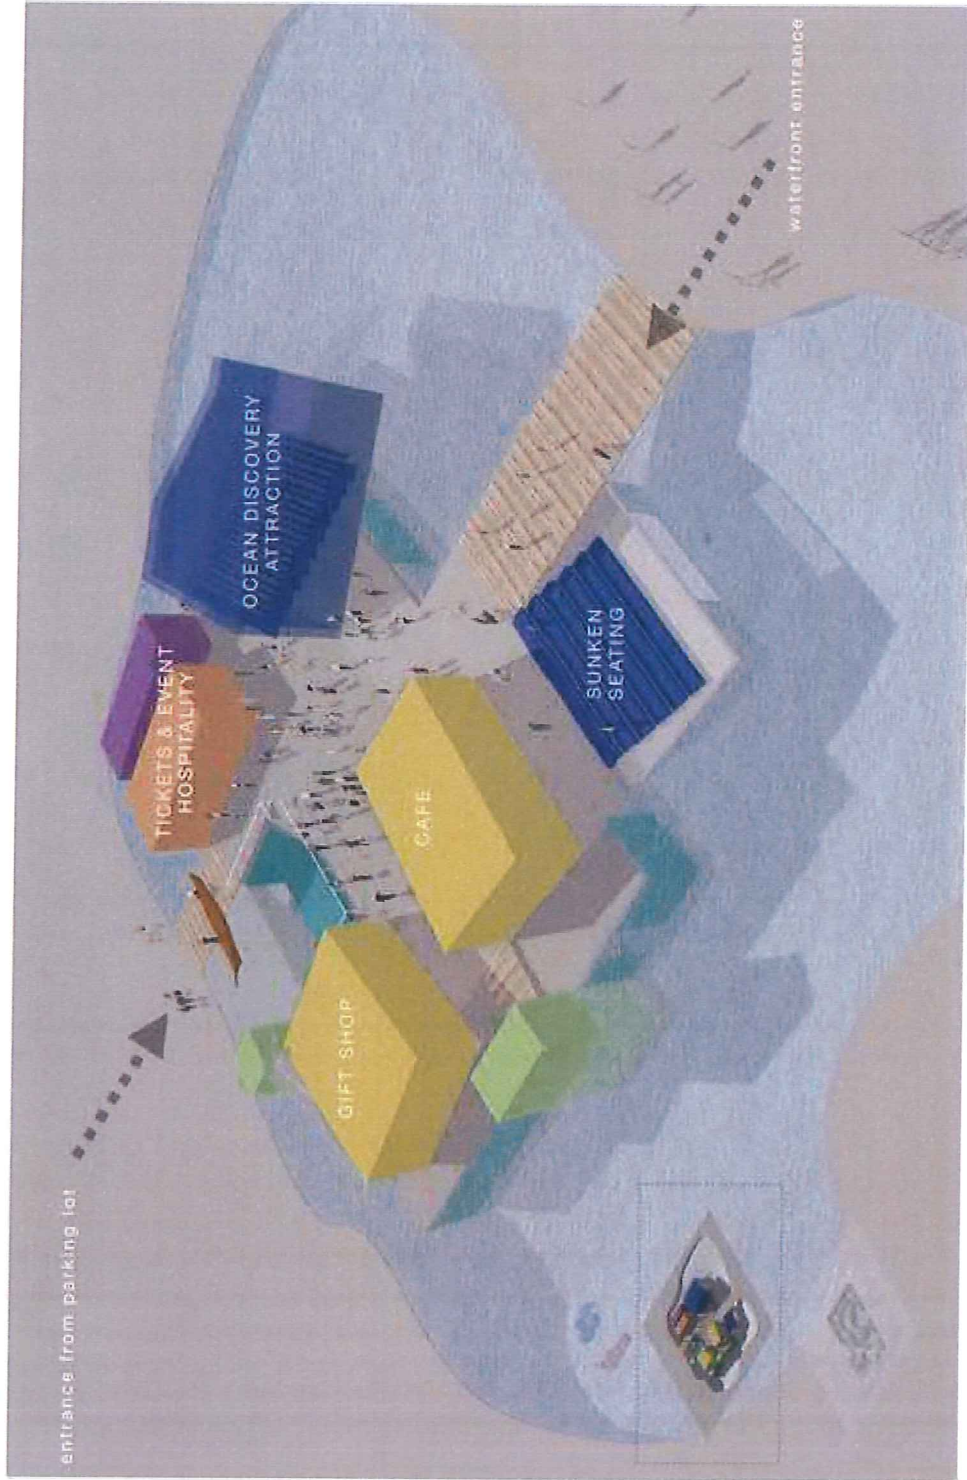 entrance from parking lot
TICKETS & EVENT
HOSPITALITY
OCEAN DISCOVERY
ATTRACTION
GIFT SHOP
CAFE
SUNKEN
SEATING
waterfront entrance